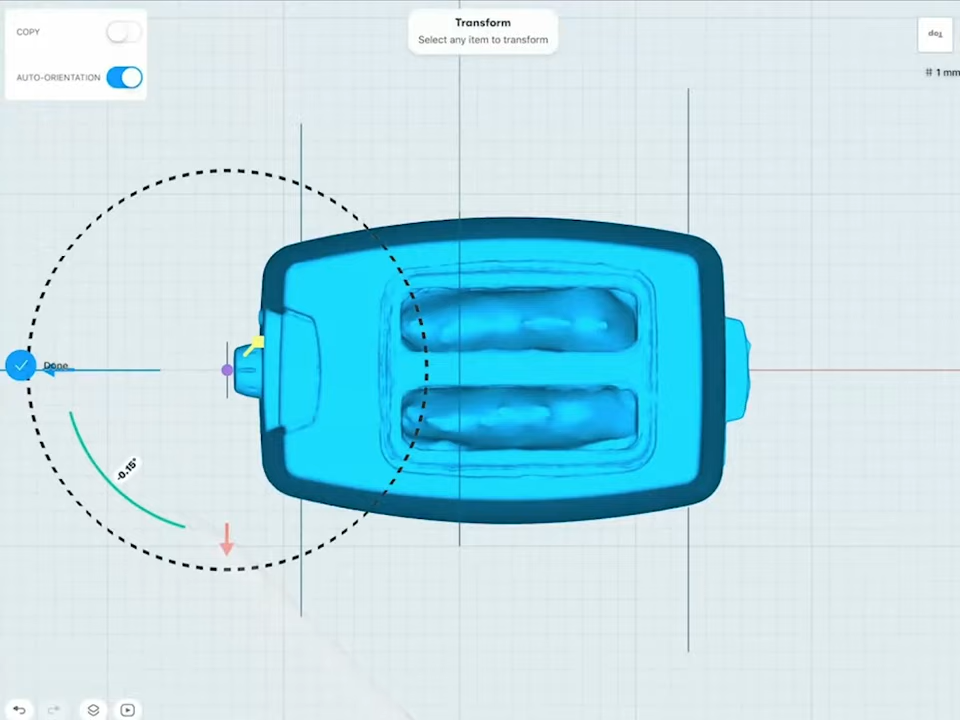 COPY
AUTO-ORIENTATION
Transform
Select any item to transform
Top
# 1 mm
Done
-0.15°